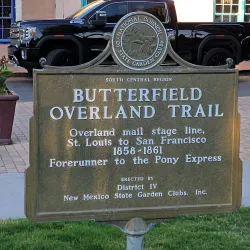 SOUTH CENTRAL REGION
BUTTERFIELD
OVERLAND TRAIL
Overland mail stage line,
St. Louis to San Francisco
1858-1861
Forerunner to the Pony Express
ERECTED BY
District IV
New Mexico State Garden Clubs, Inc.